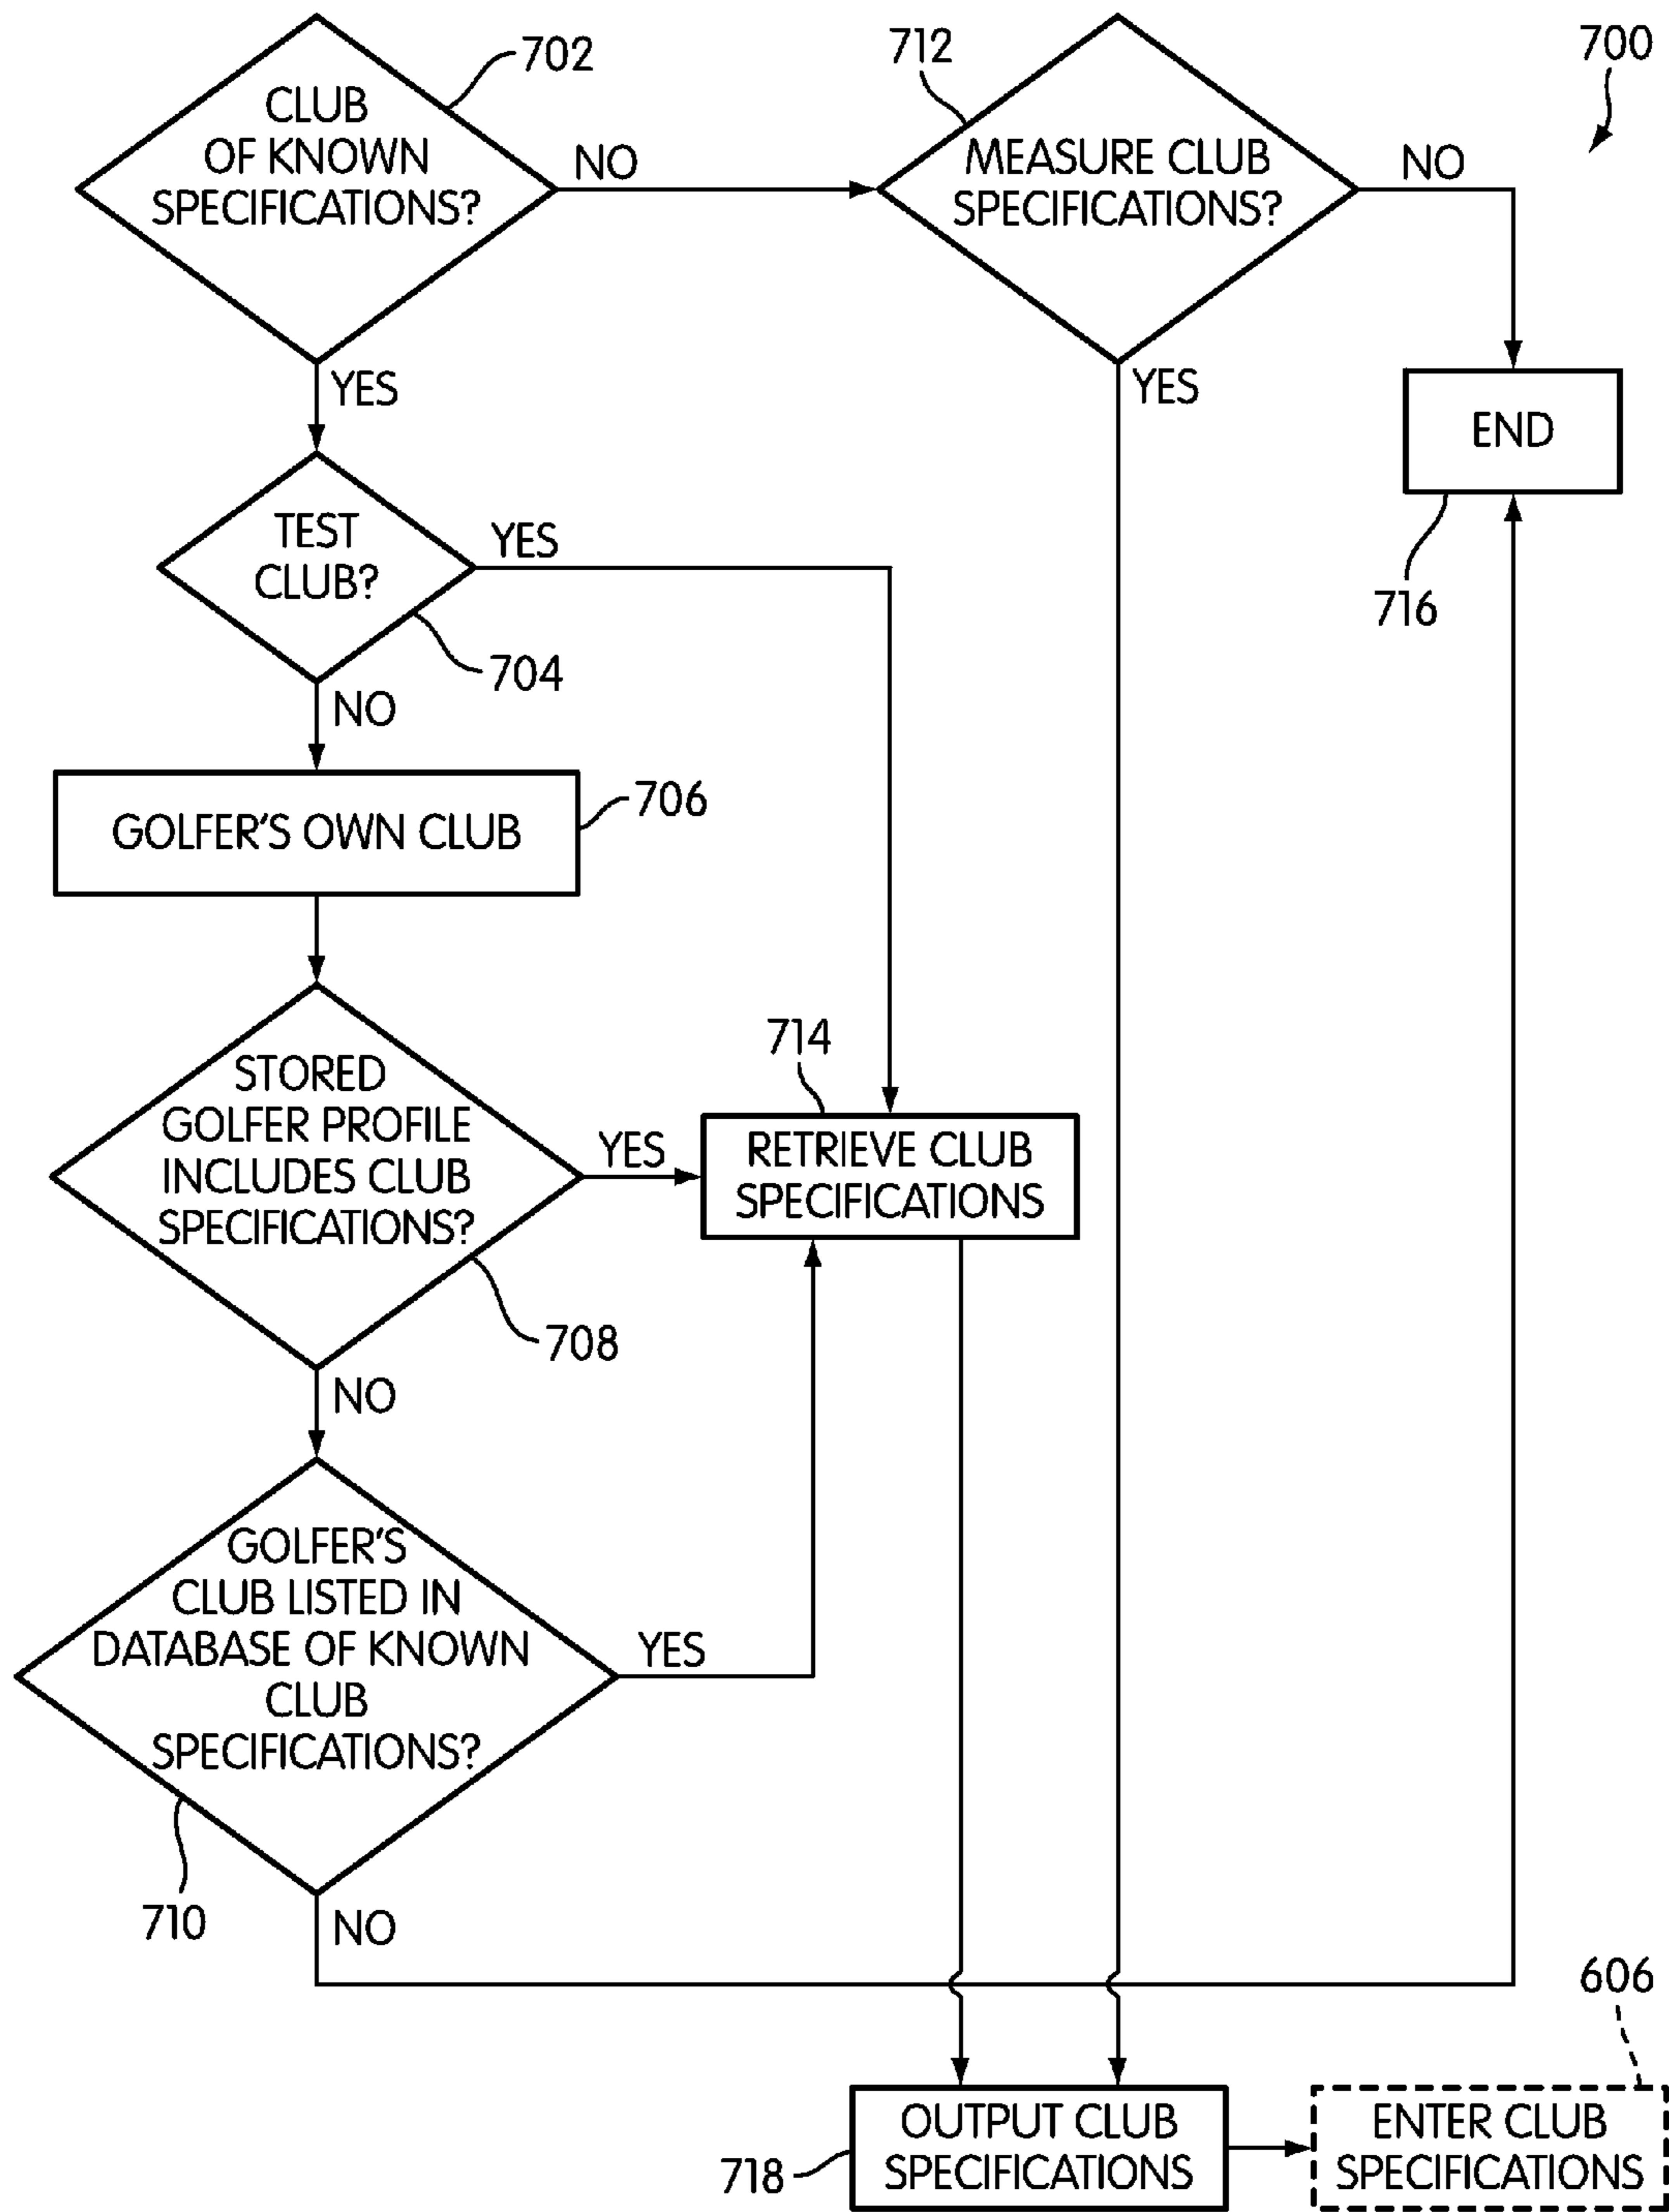 702
CLUB
OF KNOWN
SPECIFICATIONS?
NO
712
MEASURE CLUB
SPECIFICATIONS?
NO
700
YES
YES
END
716
TEST
CLUB?
YES
704
NO
GOLFER'S OWN CLUB
706
STORED
GOLFER PROFILE
INCLUDES CLUB
SPECIFICATIONS?
YES
708
714
RETRIEVE CLUB
SPECIFICATIONS
NO
GOLFER'S
CLUB LISTED IN
DATABASE OF KNOWN
CLUB
SPECIFICATIONS?
YES
710
NO
606
OUTPUT CLUB
SPECIFICATIONS
718
ENTER CLUB
SPECIFICATIONS